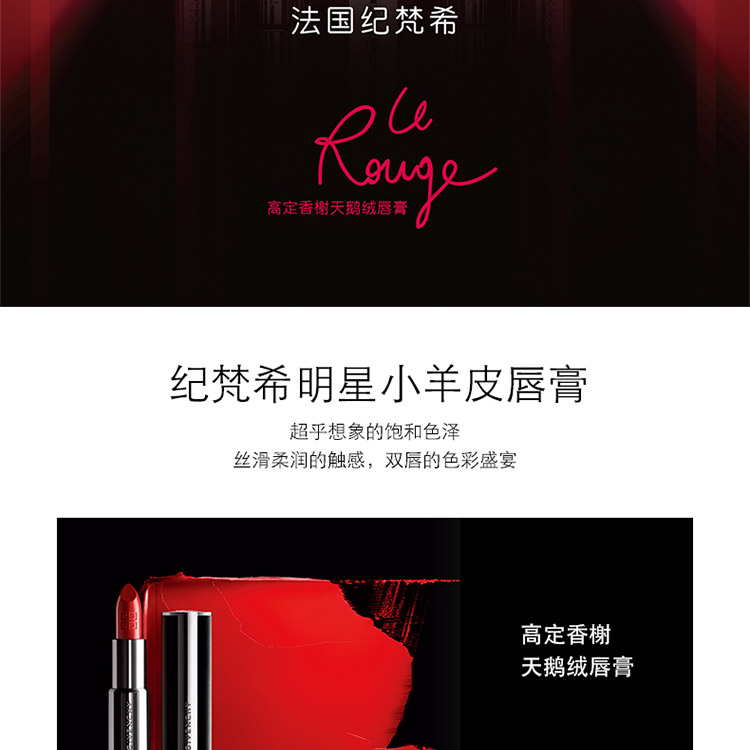 法国纪梵希
Le
Rouge
高定香榭天鹅绒唇膏
纪梵希明星小羊皮唇膏
超乎想象的饱和色泽
丝滑柔润的触感，双唇的色彩盛宴
高定香榭
天鹅绒唇膏
GIVENCHY
GIVENCHY